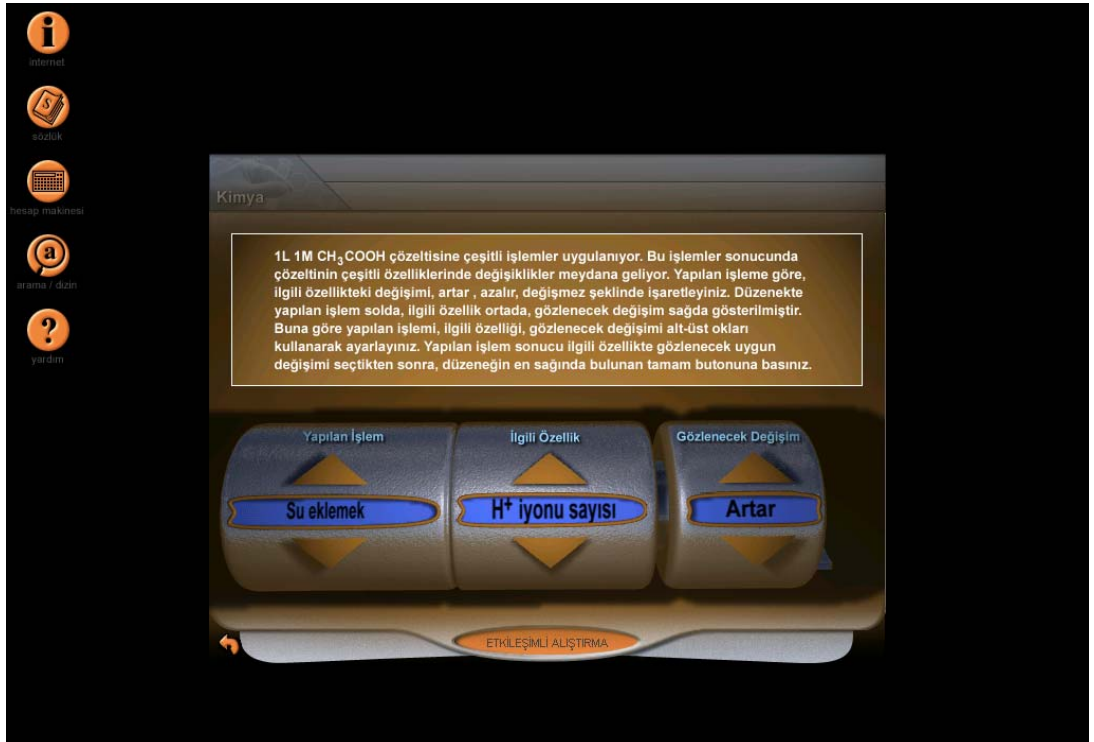 internet
sözlük
hesap makinesi
arama / dizin
yardım
Kimya
1L 1M CH₃COOH çözeltisine çeşitli işlemler uygulanıyor. Bu işlemler sonucunda
çözeltinin çeşitli özelliklerinde değişiklikler meydana geliyor. Yapılan işleme göre,
ilgili özellikteki değişimi, artar , azalır, değişmez şeklinde işaretleyiniz. Düzenekte
yapılan işlem solda, ilgili özellik ortada, gözlenecek değişim sağda gösterilmiştir.
Buna göre yapılan işlemi, ilgili özelliği, gözlenecek değişimi alt-üst okları
kullanarak ayarlayınız. Yapılan işlem sonucu ilgili özellikte gözlenecek uygun
değişimi seçtikten sonra, düzeneğin en sağında bulunan tamam butonuna basınız.
Yapılan İşlem
İlgili Özellik
Gözlenecek Değişim
Su eklemek
H⁺ iyonu sayısı
Artar
ETKİLEŞİMLİ ALIŞTIRMA